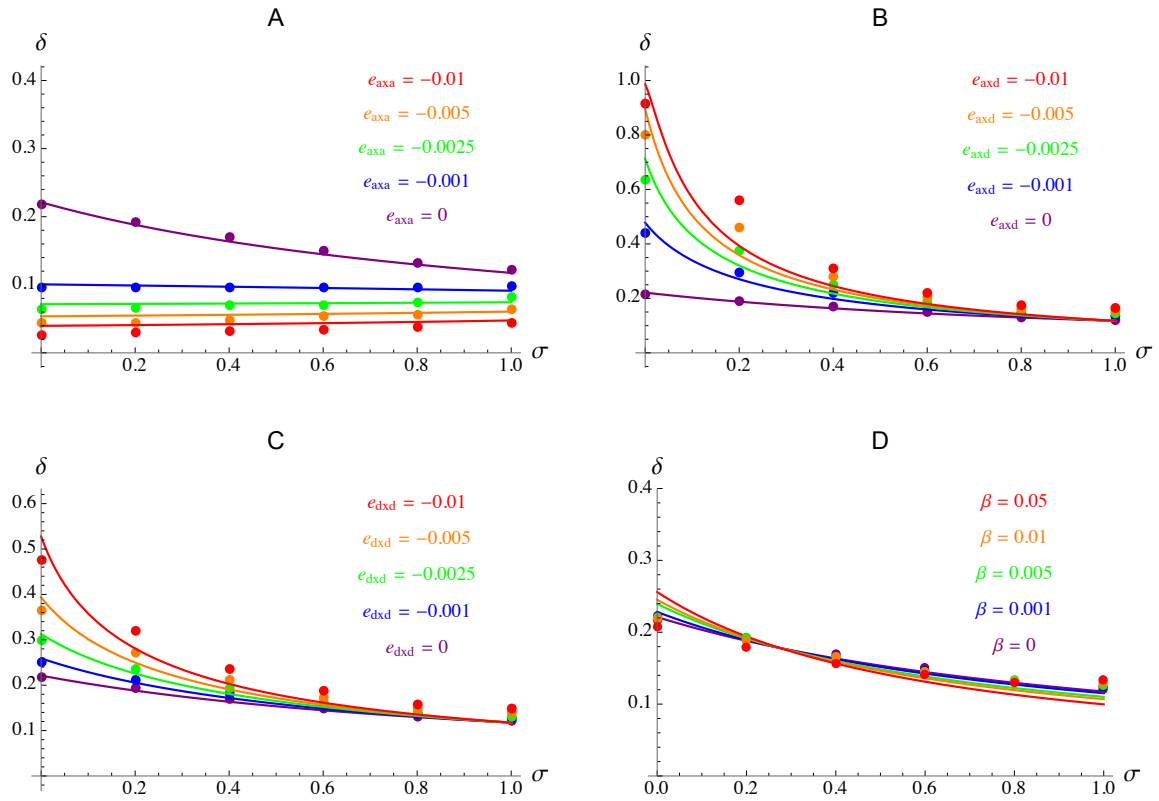 A
δ
0.4
0.3
0.2
0.1
0.2
0.4
0.6
0.8
1.0
σ
e_axa = −0.01
e_axa = −0.005
e_axa = −0.0025
e_axa = −0.001
e_axa = 0
B
δ
1.0
0.8
0.6
0.4
0.2
0.2
0.4
0.6
0.8
1.0
σ
e_axd = −0.01
e_axd = −0.005
e_axd = −0.0025
e_axd = −0.001
e_axd = 0
C
δ
0.6
0.5
0.4
0.3
0.2
0.1
0.2
0.4
0.6
0.8
1.0
σ
e_dxd = −0.01
e_dxd = −0.005
e_dxd = −0.0025
e_dxd = −0.001
e_dxd = 0
D
δ
0.4
0.3
0.2
0.1
0.0
0.2
0.4
0.6
0.8
1.0
σ
β = 0.05
β = 0.01
β = 0.005
β = 0.001
β = 0